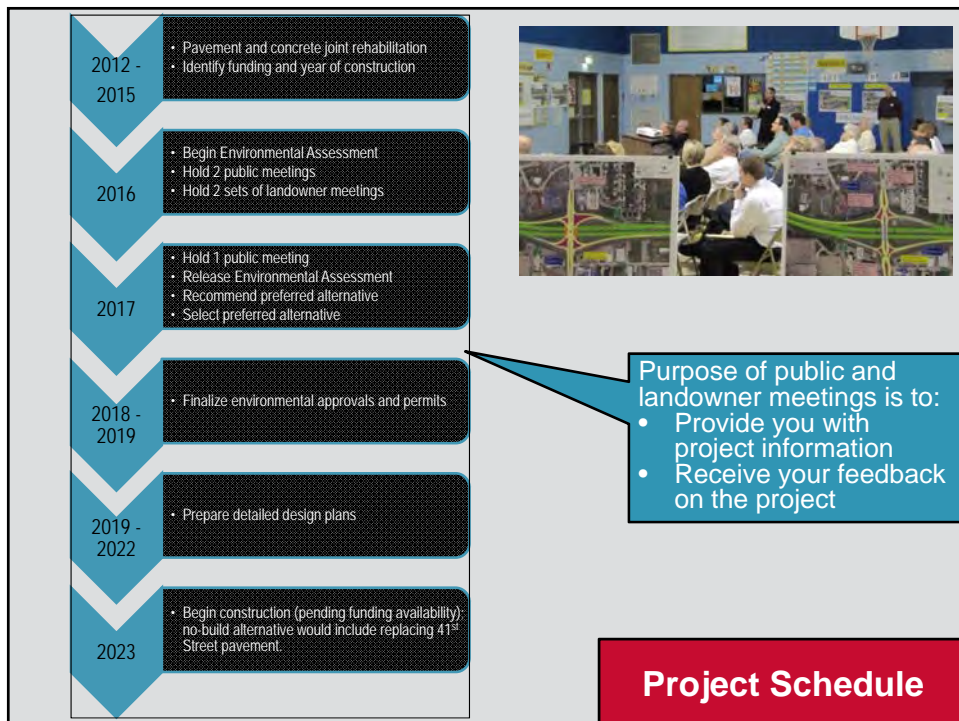 2012 -
2015
• Pavement and concrete joint rehabilitation
• Identify funding and year of construction
2016
• Begin Environmental Assessment
• Hold 2 public meetings
• Hold 2 sets of landowner meetings
2017
• Hold 1 public meeting
• Release Environmental Assessment
• Recommend preferred alternative
• Select preferred alternative
2018 -
2019
• Finalize environmental approvals and permits
2019 -
2022
• Prepare detailed design plans
2023
• Begin construction (pending funding availability):
no-build alternative would include replacing 41st
Street pavement.
Purpose of public and
landowner meetings is to:
• Provide you with
project information
• Receive your feedback
on the project
Project Schedule